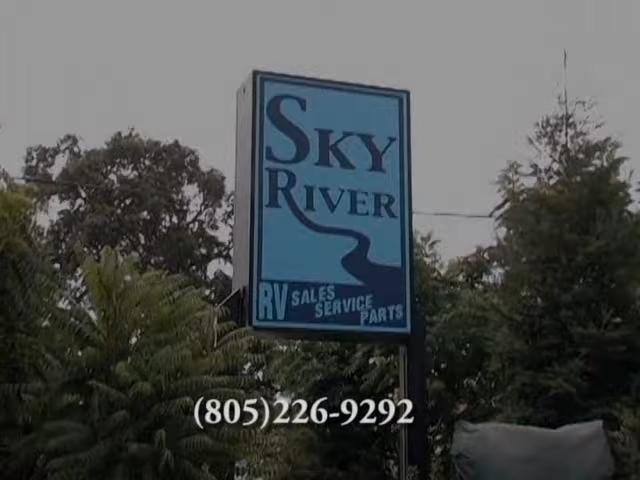 SKY
RIVER
RV SALES
SERVICE
PARTS
(805)226-9292